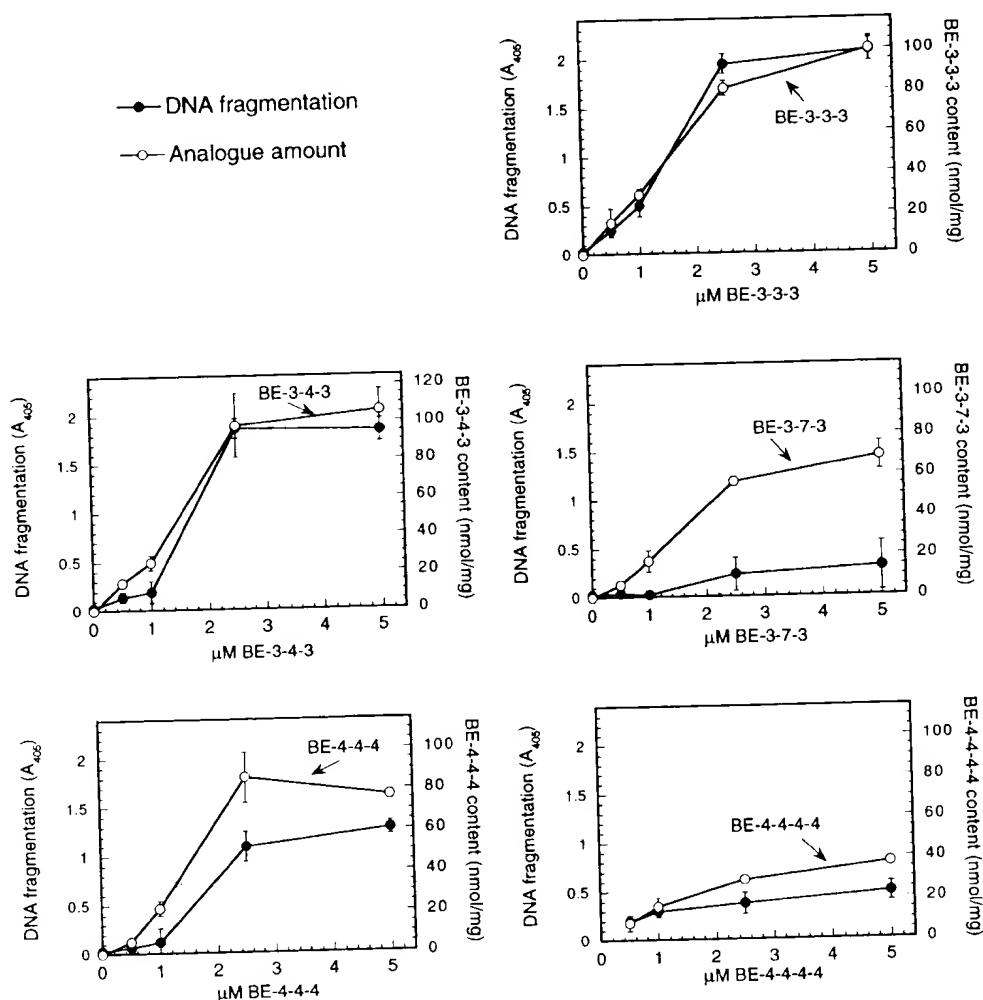 DNA fragmentation
Analogue amount
DNA fragmentation (A405)
2
1.5
1
0.5
0
BE-3-3-3
100
80
60
40
20
0
BE-3-3-3 content (nmol/mg)
0 1 2 3 4 5
µM BE-3-3-3
DNA fragmentation (A405)
2
1.5
1
0.5
0
BE-3-4-3
120
100
80
60
40
20
0
BE-3-4-3 content (nmol/mg)
0 1 2 3 4 5
µM BE-3-4-3
DNA fragmentation (A405)
2
1.5
1
0.5
0
BE-3-7-3
100
80
60
40
20
0
BE-3-7-3 content (nmol/mg)
0 1 2 3 4 5
µM BE-3-7-3
DNA fragmentation (A405)
2
1.5
1
0.5
0
BE-4-4-4
100
80
60
40
20
0
BE-4-4-4 content (nmol/mg)
0 1 2 3 4 5
µM BE-4-4-4
DNA fragmentation (A405)
2
1.5
1
0.5
0
BE-4-4-4-4
100
80
60
40
20
0
BE-4-4-4-4 content (nmol/mg)
0 1 2 3 4 5
µM BE-4-4-4-4